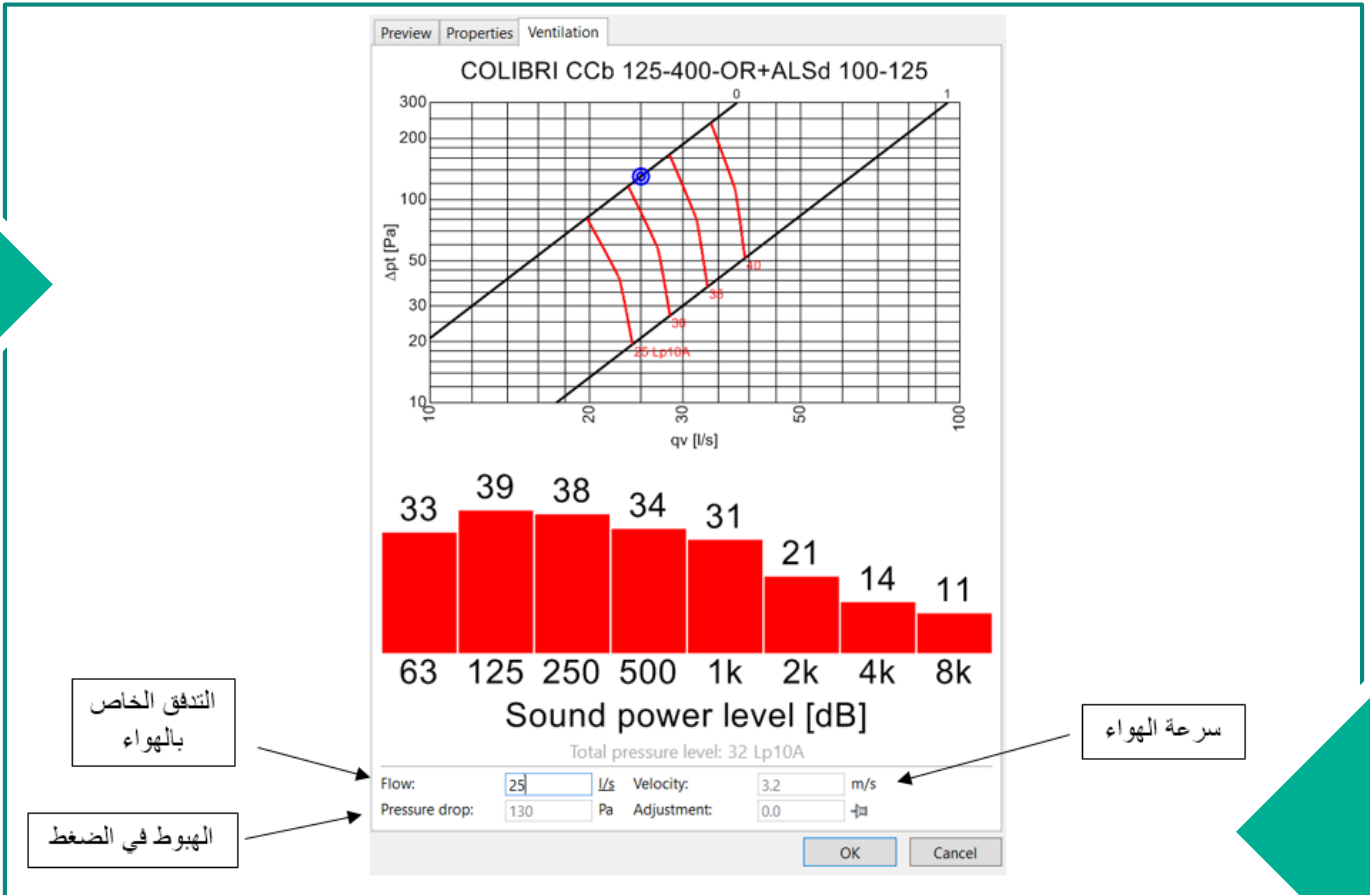 Preview Properties Ventilation
COLIBRI CCb 125-400-OR+ALSd 100-125
0 1
300
200
100
50
30
20
10
Δpt [Pa]
40
35
30
25 Lp10A
10 20 30 50 100
qv [l/s]
33 39 38 34 31 21 14 11
63 125 250 500 1k 2k 4k 8k
Sound power level [dB]
Total pressure level: 32 Lp10A
Flow: 25 l/s Velocity: 3.2 m/s
Pressure drop: 130 Pa Adjustment: 0.0
OK Cancel
التدفق الخاص
بالهواء
الهبوط في الضغط
سرعة الهواء